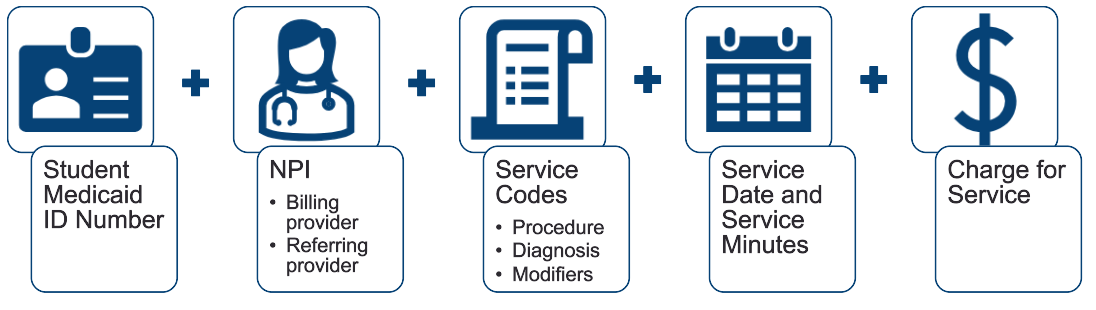 Student
Medicaid
ID Number
NPI
• Billing
provider
• Referring
provider
Service
Codes
• Procedure
• Diagnosis
• Modifiers
Service
Date and
Service
Minutes
Charge for
Service